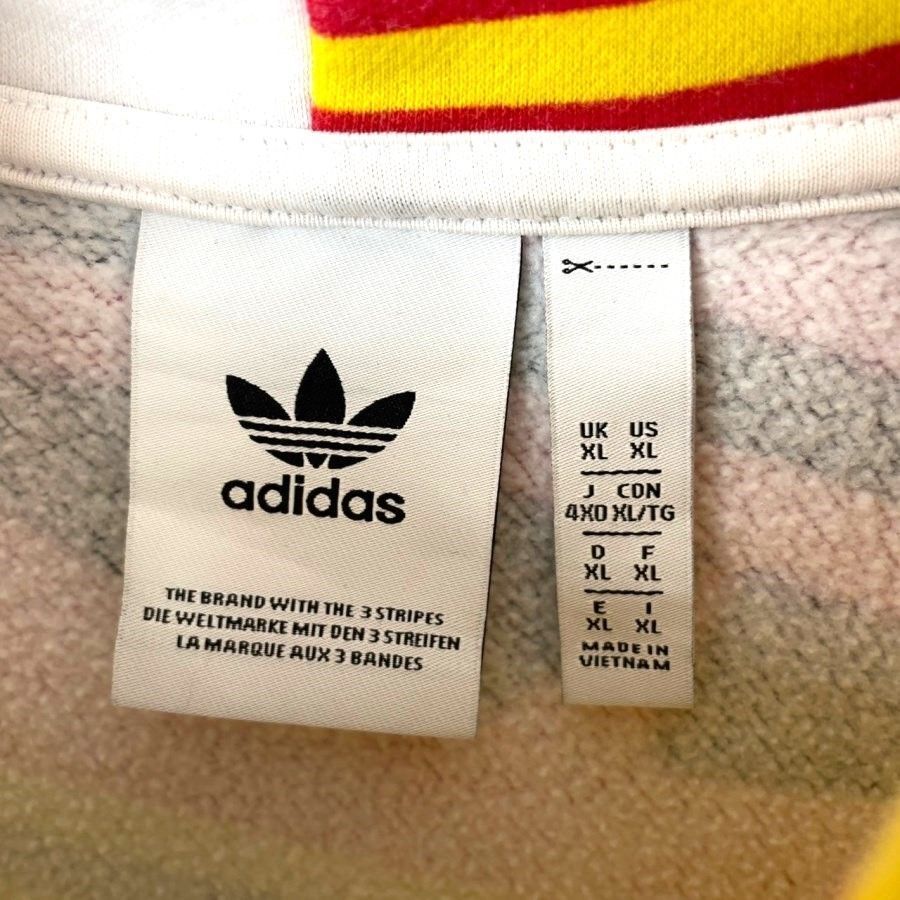 adidas
THE BRAND WITH THE 3 STRIPES
DIE WELTMARKE MIT DEN 3 STREIFEN
LA MARQUE AUX 3 BANDES
UK US
XL XL
J CDN
4XO XL/TG
D F
XL XL
E I
XL XL
MADE IN
VIETNAM